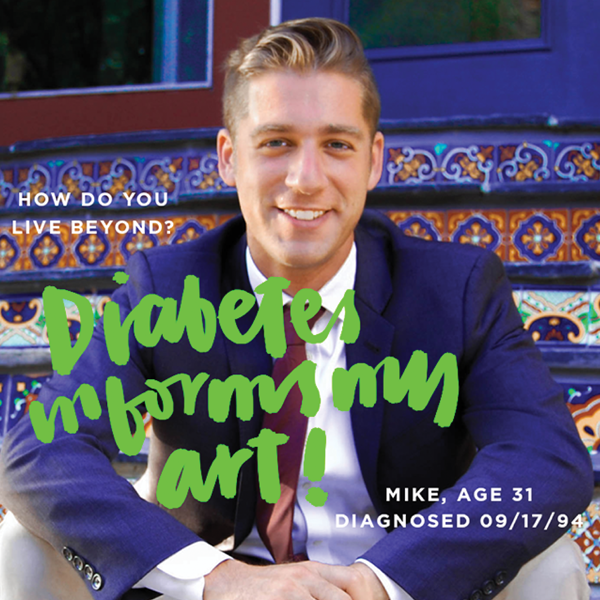 HOW DO YOU
LIVE BEYOND?
Diabetes
informs my
art!
MIKE, AGE 31
DIAGNOSED 09/17/94